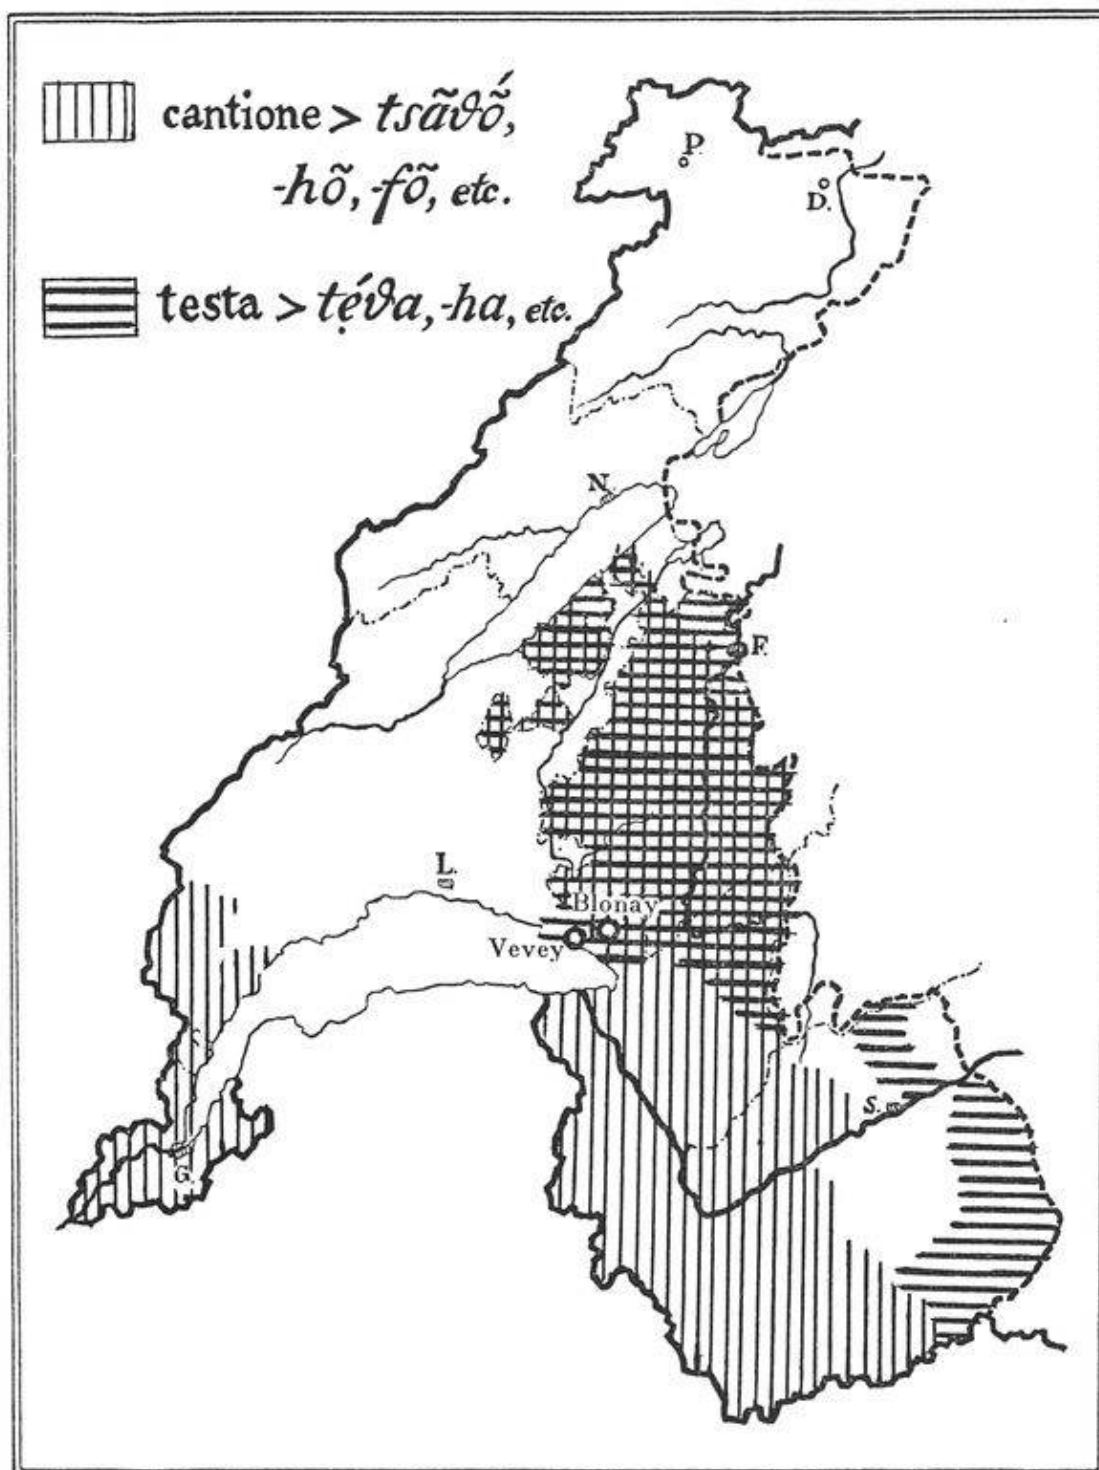 cantione > tsãϑṍ,
-hõ, -fõ, etc.
testa > tẹ́ϑa, -ha, etc.
P.
D.
N.
F.
L.
Blonay
Vevey
S.
G.